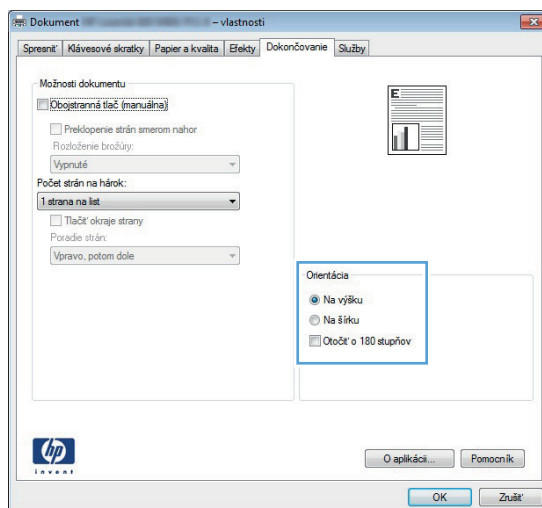 Dokument – vlastnosti
Spresniť Klávesové skratky Papier a kvalita Efekty Dokončovanie Služby
Možnosti dokumentu
Obojstranná tlač (manuálna)
Preklopenie strán smerom nahor
Rozloženie brožúry:
Vypnuté
Počet strán na hárok:
1 strana na list
Tlačiť okraje strany
Poradie strán:
Vpravo, potom dole
E
Orientácia
Na výšku
Na šírku
Otočiť o 180 stupňov
hp
invent
O aplikácii... Pomocník
OK Zrušiť